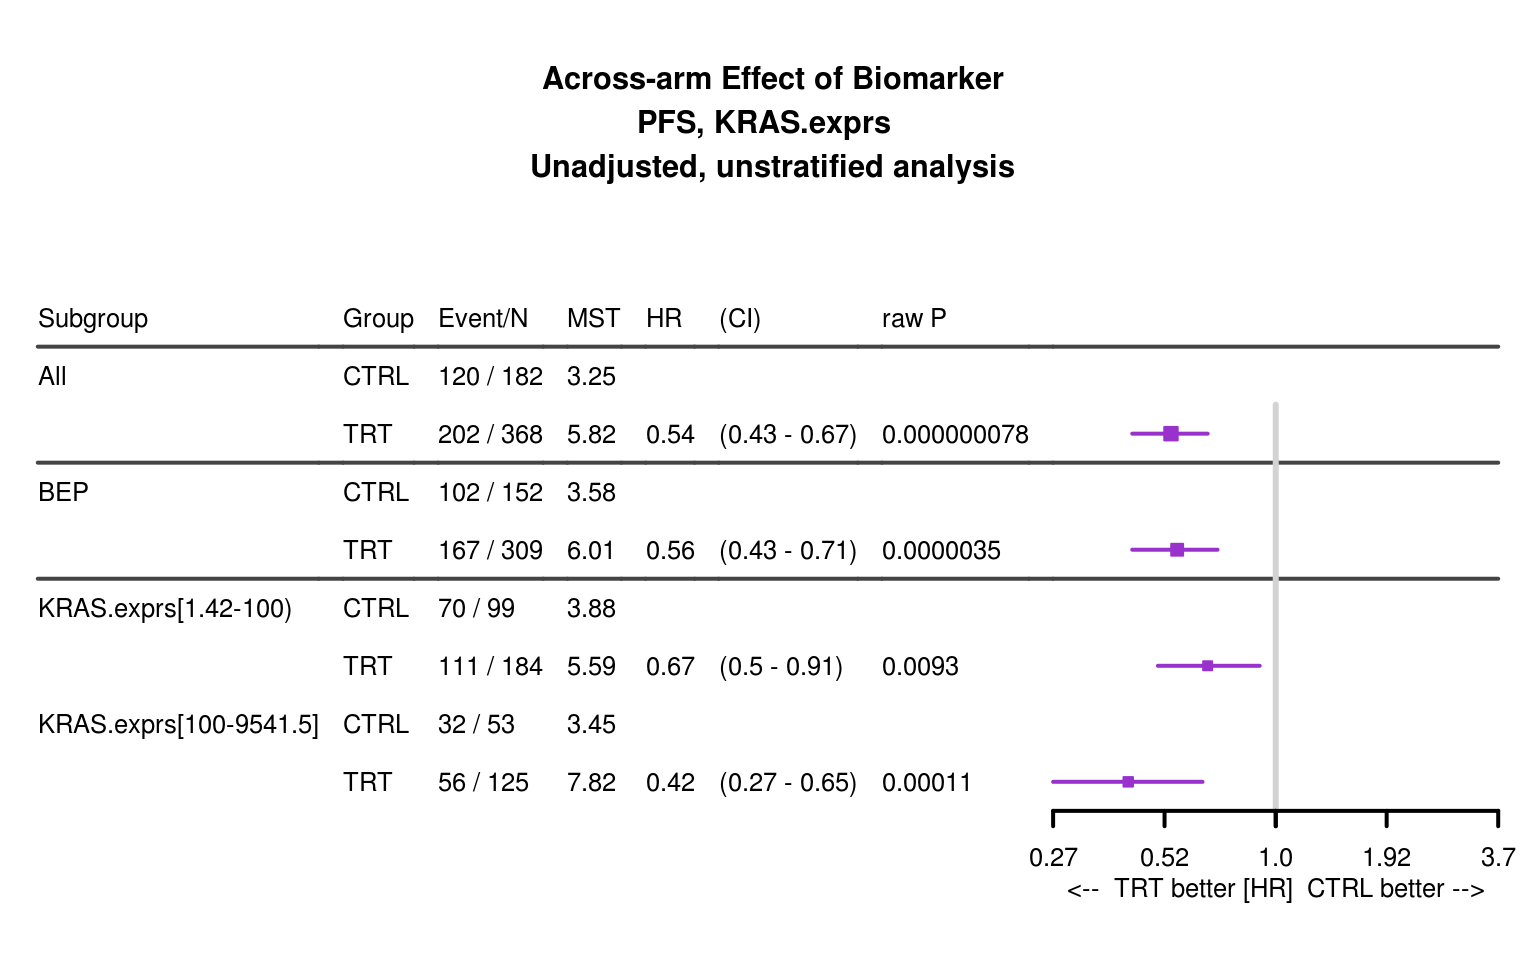 Across-arm Effect of Biomarker
PFS, KRAS.exprs
Unadjusted, unstratified analysis
Subgroup Group Event/N MST HR (CI) raw P
All CTRL 120 / 182 3.25
TRT 202 / 368 5.82 0.54 (0.43 - 0.67) 0.000000078
BEP CTRL 102 / 152 3.58
TRT 167 / 309 6.01 0.56 (0.43 - 0.71) 0.0000035
KRAS.exprs[1.42-100) CTRL 70 / 99 3.88
TRT 111 / 184 5.59 0.67 (0.5 - 0.91) 0.0093
KRAS.exprs[100-9541.5] CTRL 32 / 53 3.45
TRT 56 / 125 7.82 0.42 (0.27 - 0.65) 0.00011
0.27 0.52 1.0 1.92 3.7
<-- TRT better [HR] CTRL better -->